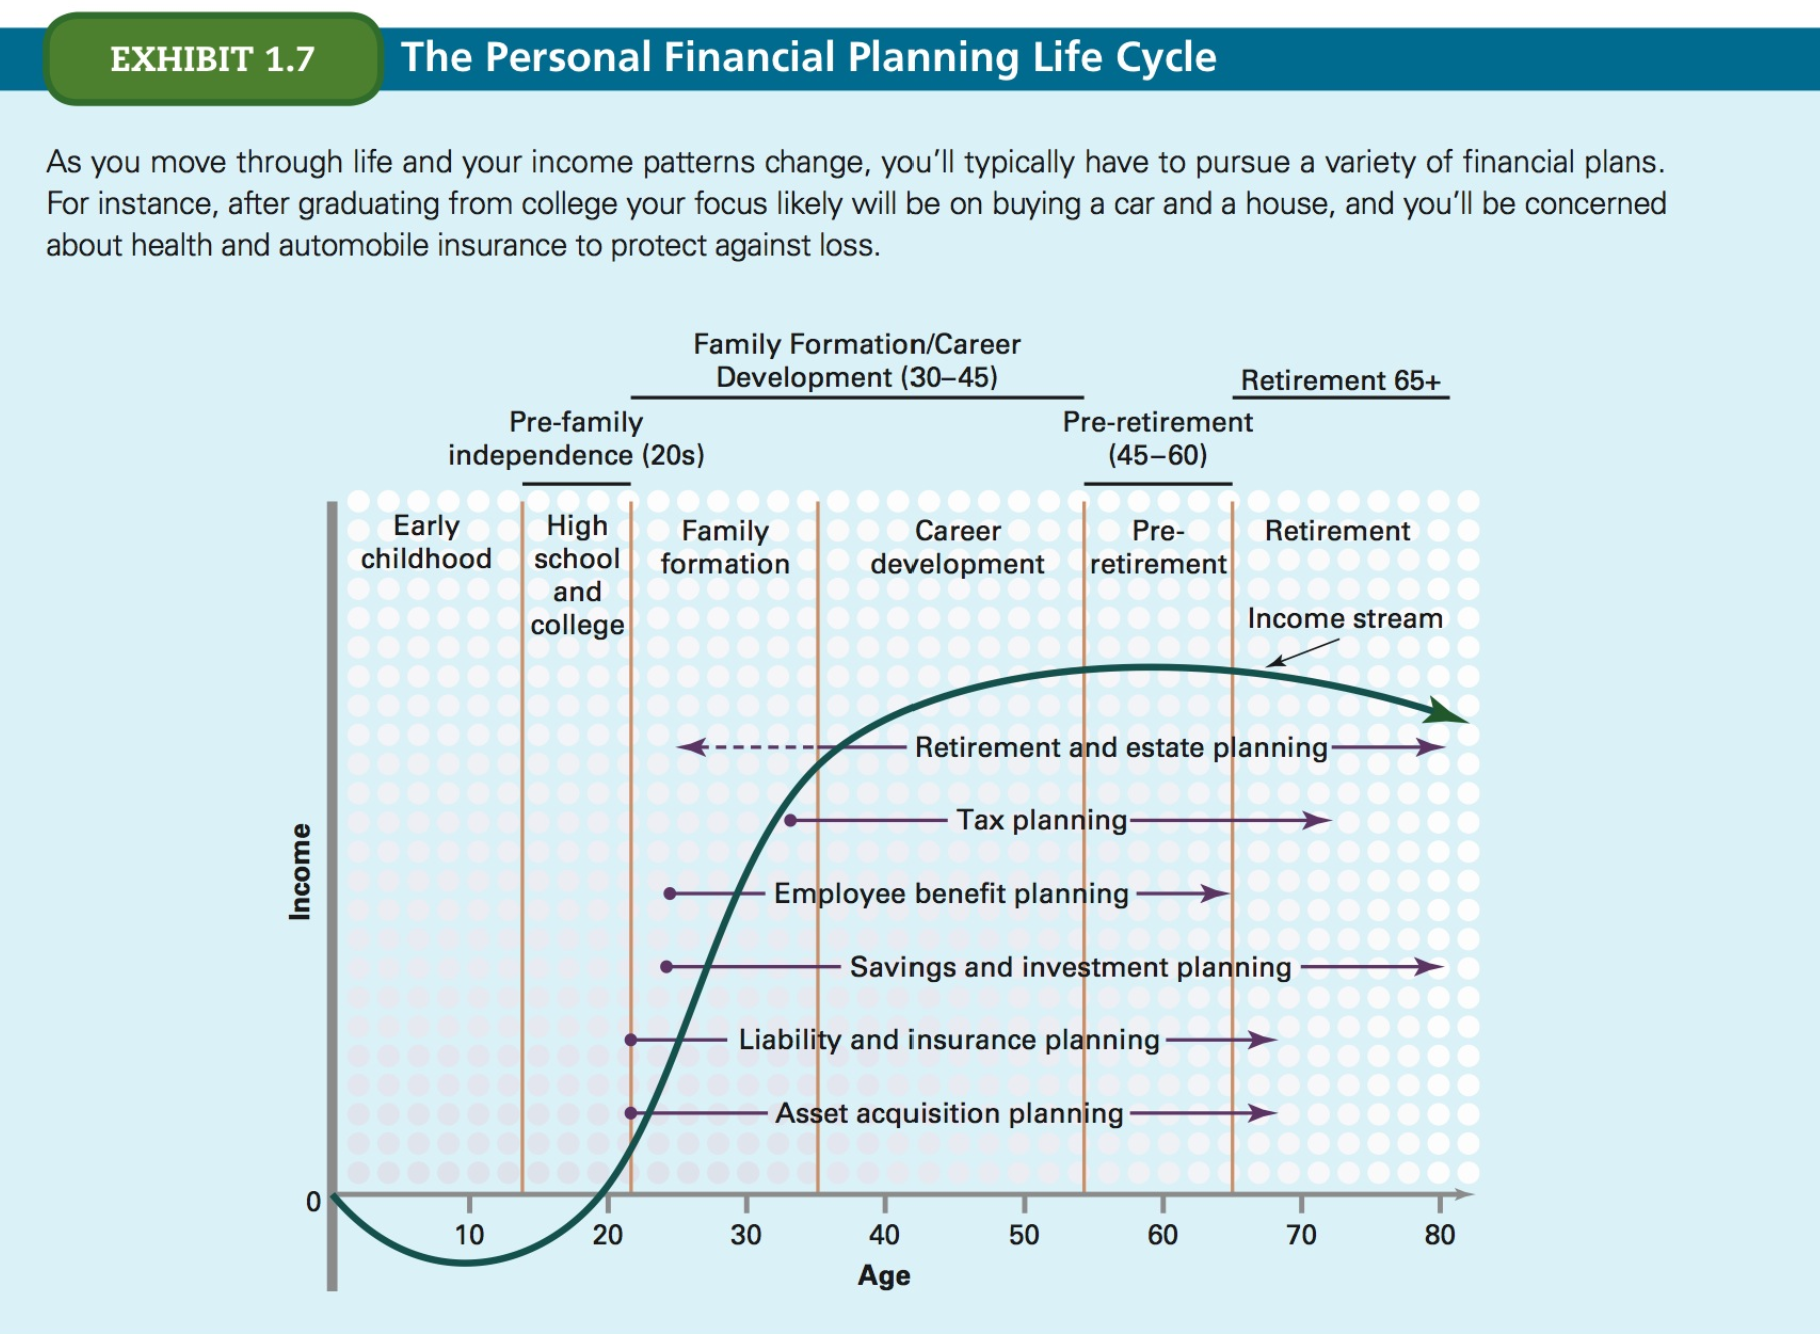 EXHIBIT 1.7
The Personal Financial Planning Life Cycle
As you move through life and your income patterns change, you'll typically have to pursue a variety of financial plans.
For instance, after graduating from college your focus likely will be on buying a car and a house, and you'll be concerned
about health and automobile insurance to protect against loss.
Family Formation/Career
Development (30–45)
Retirement 65+
Pre-family
independence (20s)
Pre-retirement
(45–60)
Early
childhood
High
school
and
college
Family
formation
Career
development
Pre-
retirement
Retirement
Income stream
Retirement and estate planning
Tax planning
Employee benefit planning
Savings and investment planning
Liability and insurance planning
Asset acquisition planning
Income
0
10
20
30
40
50
60
70
80
Age